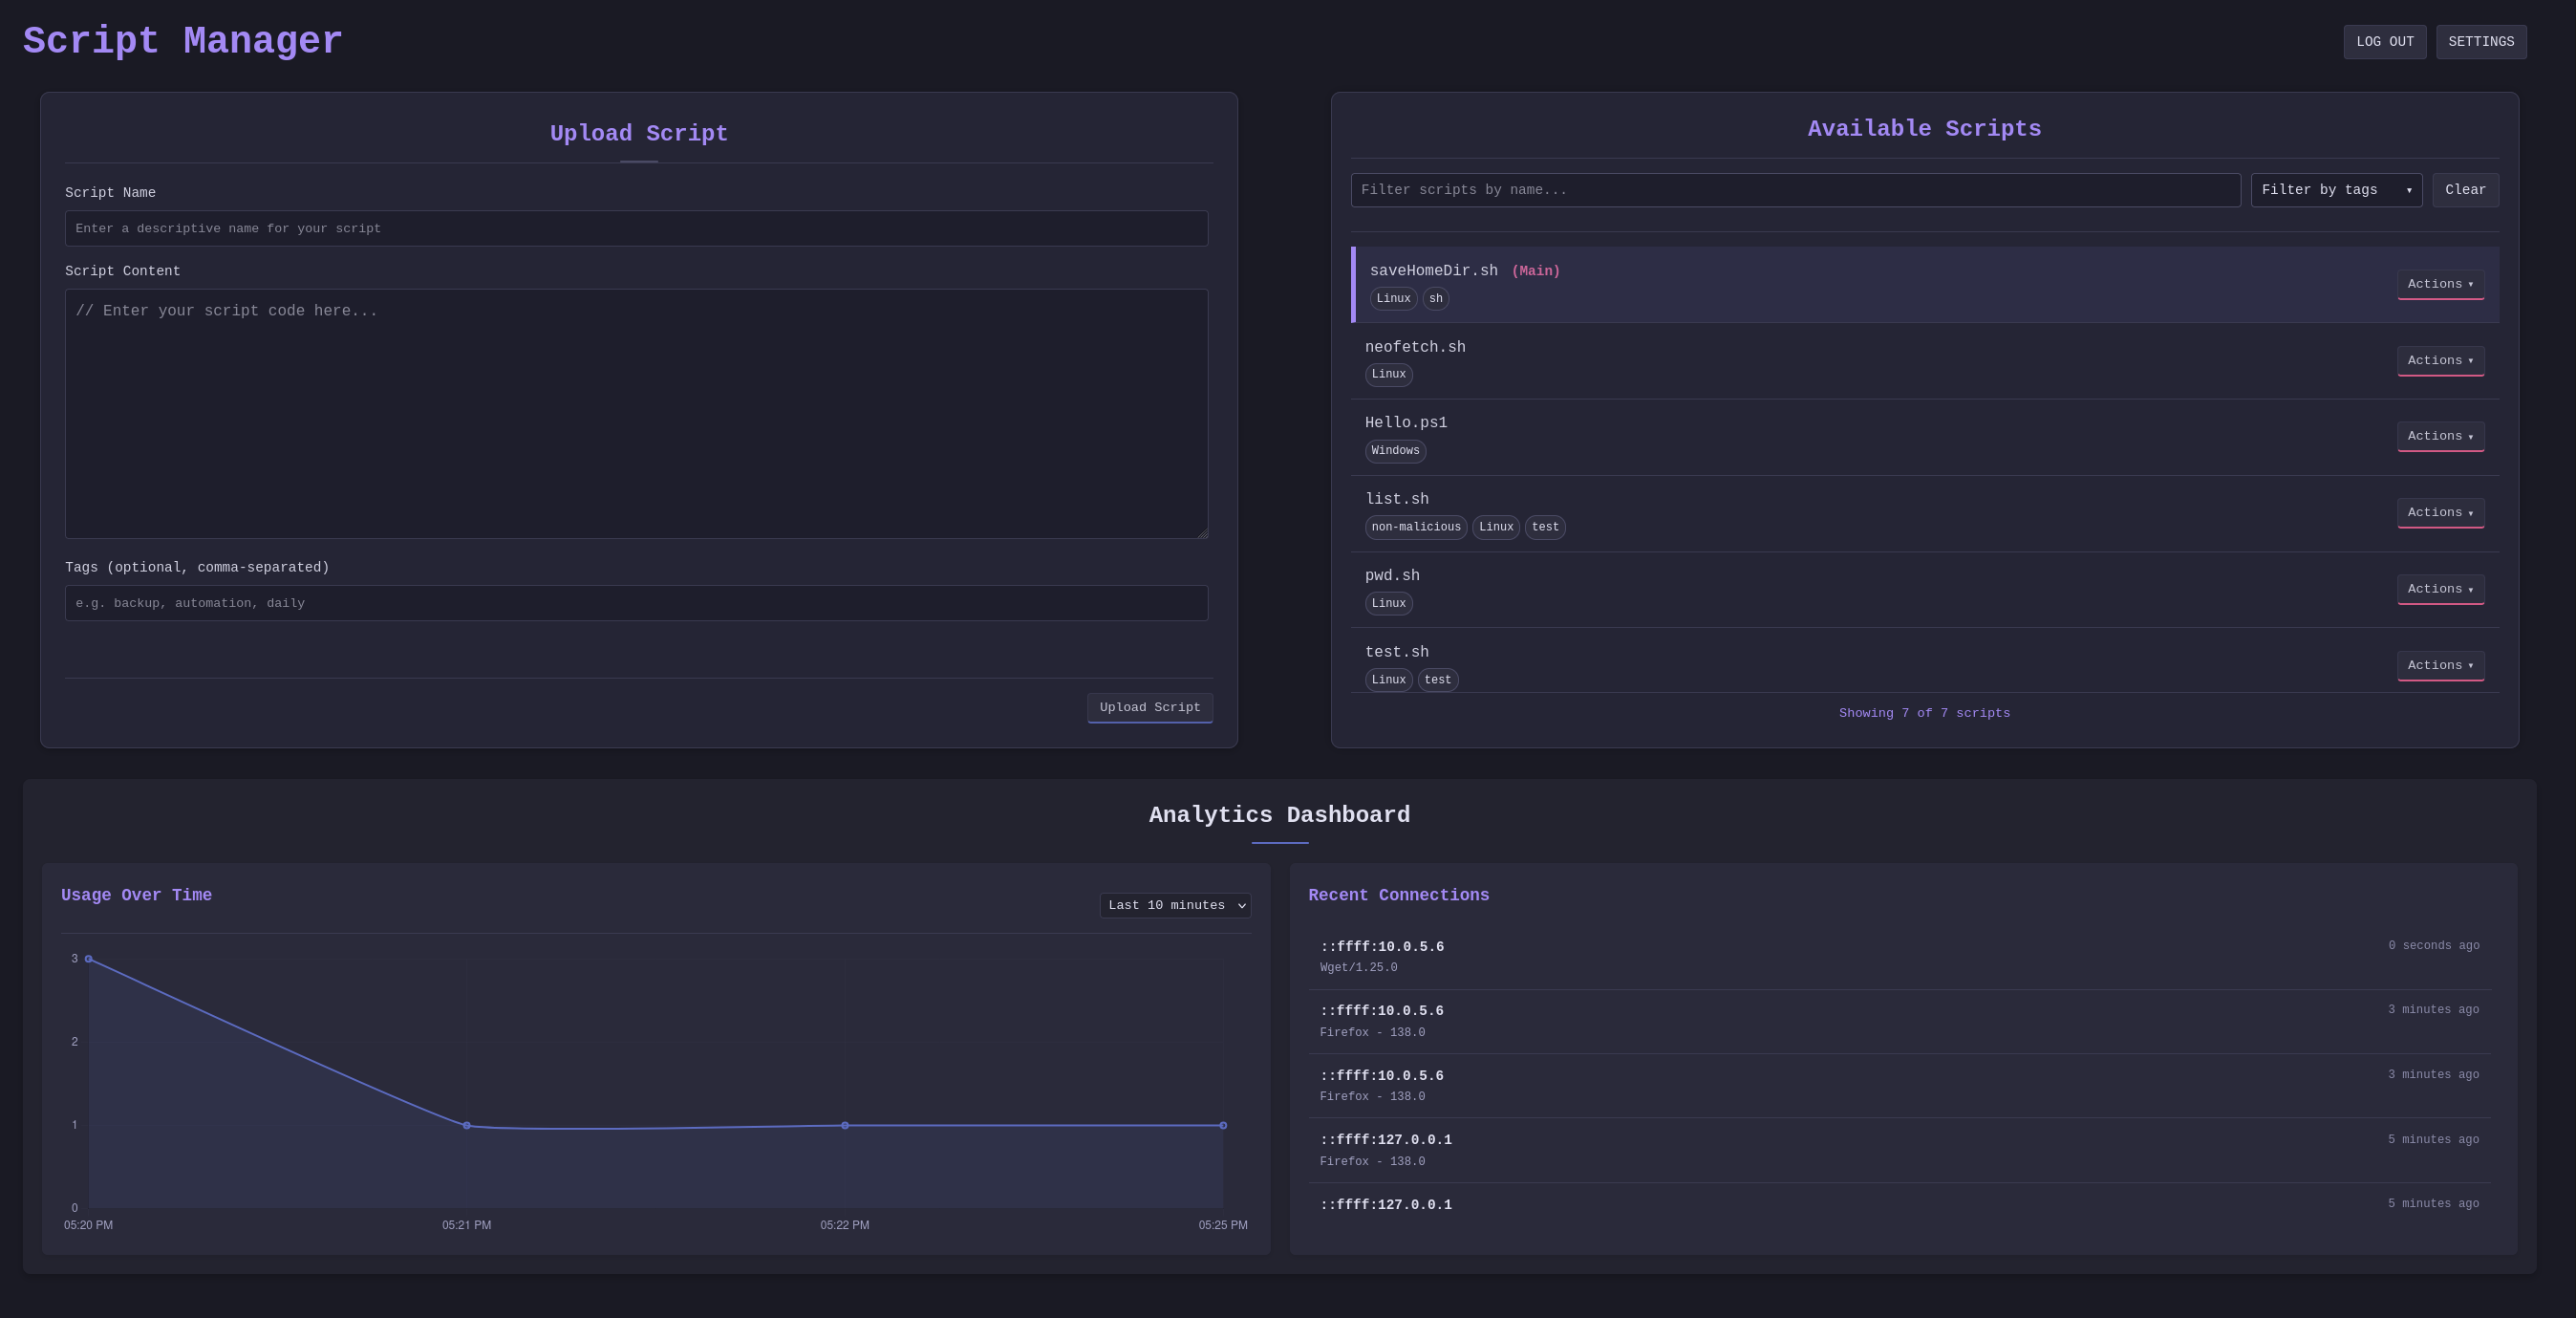 Script Manager
LOG OUT
SETTINGS
Upload Script
Script Name
Enter a descriptive name for your script
Script Content
// Enter your script code here...
Tags (optional, comma-separated)
e.g. backup, automation, daily
Upload Script
Available Scripts
Filter scripts by name...
Filter by tags ▾
Clear
saveHomeDir.sh (Main)
Linux sh
Actions ▾
neofetch.sh
Linux
Actions ▾
Hello.ps1
Windows
Actions ▾
list.sh
non-malicious Linux test
Actions ▾
pwd.sh
Linux
Actions ▾
test.sh
Linux test
Actions ▾
Showing 7 of 7 scripts
Analytics Dashboard
Usage Over Time
Last 10 minutes
3
2
1
0
05:20 PM 05:21 PM 05:22 PM 05:25 PM
Recent Connections
::ffff:10.0.5.6 0 seconds ago
Wget/1.25.0
::ffff:10.0.5.6 3 minutes ago
Firefox - 138.0
::ffff:10.0.5.6 3 minutes ago
Firefox - 138.0
::ffff:127.0.0.1 5 minutes ago
Firefox - 138.0
::ffff:127.0.0.1 5 minutes ago